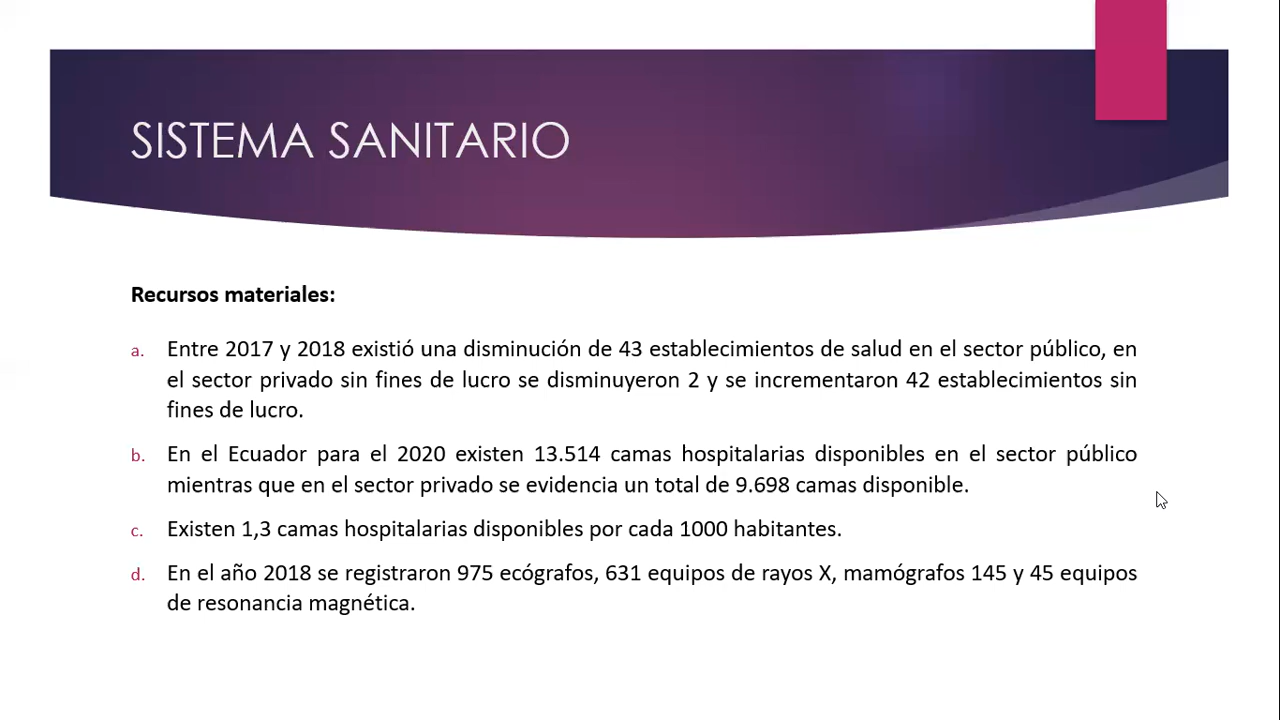 SISTEMA SANITARIO
Recursos materiales:
a. Entre 2017 y 2018 existió una disminución de 43 establecimientos de salud en el sector público, en
el sector privado sin fines de lucro se disminuyeron 2 y se incrementaron 42 establecimientos sin
fines de lucro.
b. En el Ecuador para el 2020 existen 13.514 camas hospitalarias disponibles en el sector público
mientras que en el sector privado se evidencia un total de 9.698 camas disponible.
c. Existen 1,3 camas hospitalarias disponibles por cada 1000 habitantes.
d. En el año 2018 se registraron 975 ecógrafos, 631 equipos de rayos X, mamógrafos 145 y 45 equipos
de resonancia magnética.